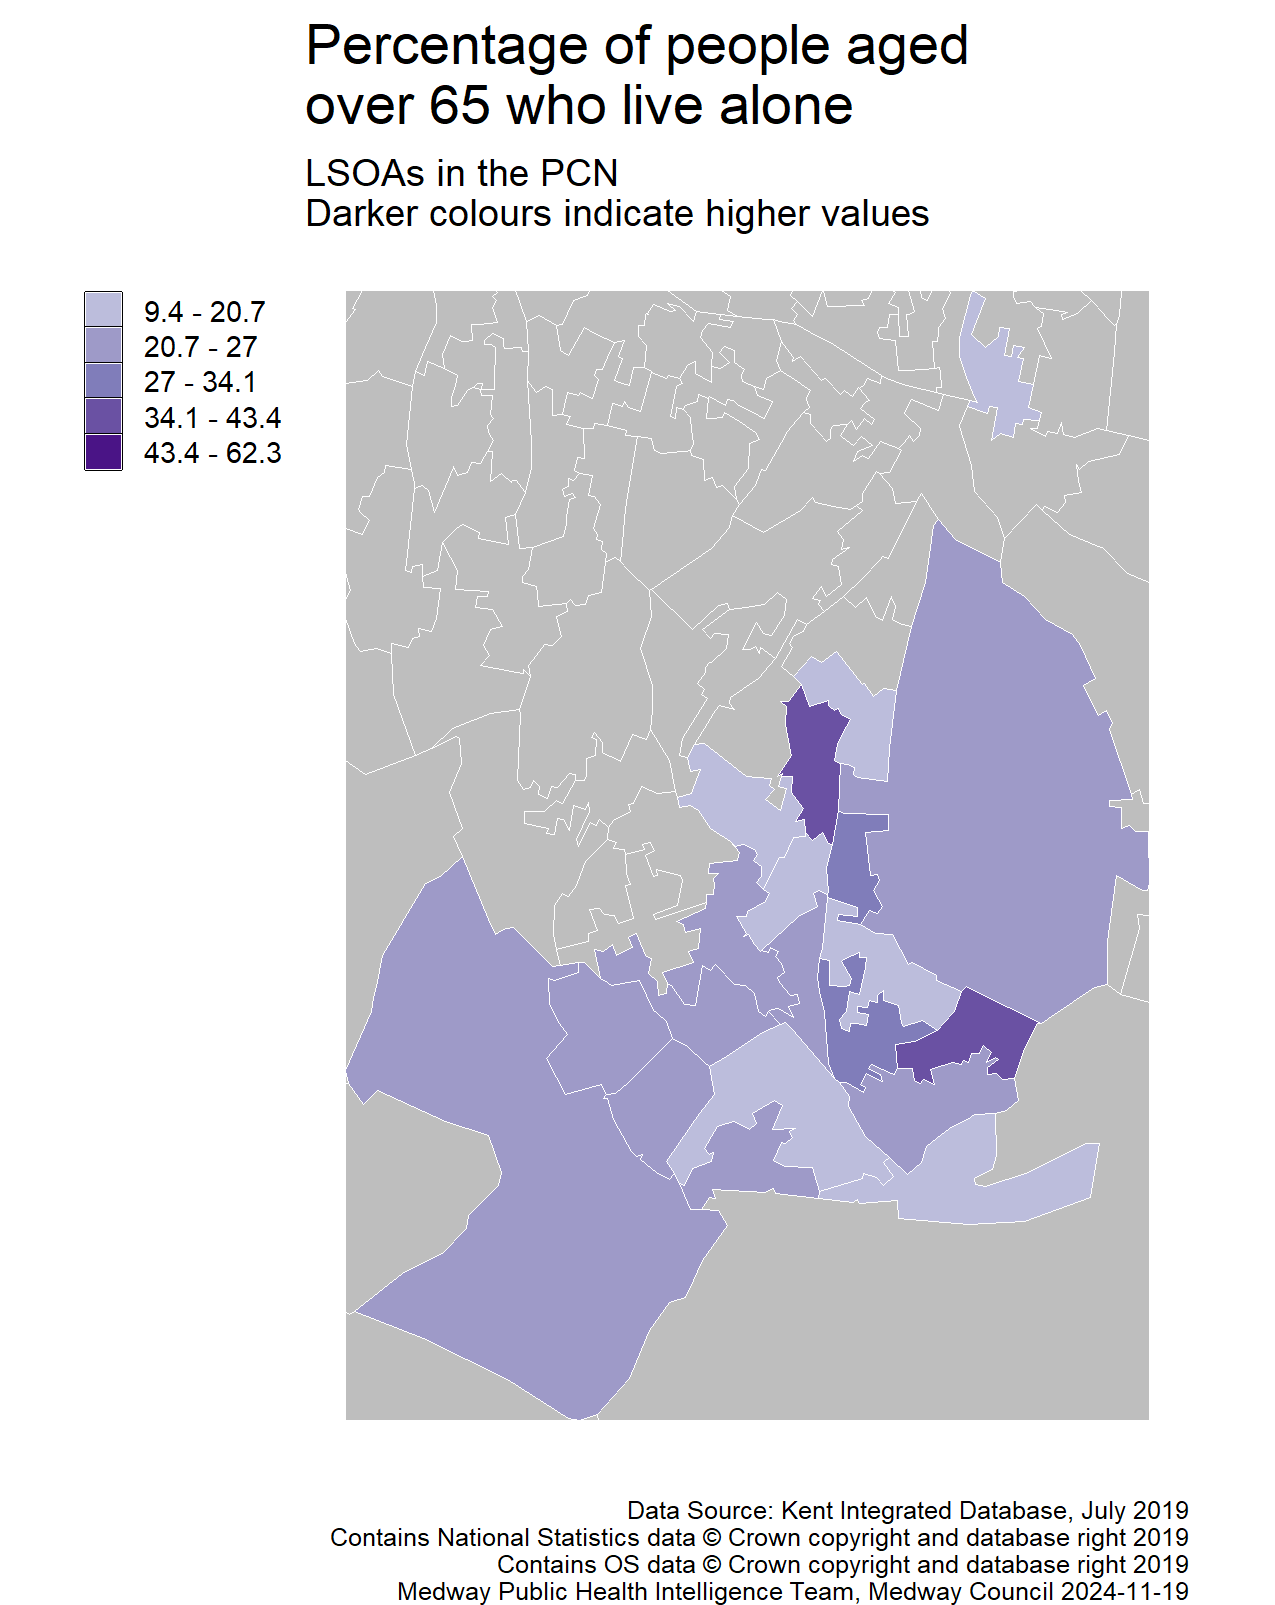 Percentage of people aged
over 65 who live alone
LSOAs in the PCN
Darker colours indicate higher values
9.4 - 20.7
20.7 - 27
27 - 34.1
34.1 - 43.4
43.4 - 62.3
Data Source: Kent Integrated Database, July 2019
Contains National Statistics data © Crown copyright and database right 2019
Contains OS data © Crown copyright and database right 2019
Medway Public Health Intelligence Team, Medway Council 2024-11-19